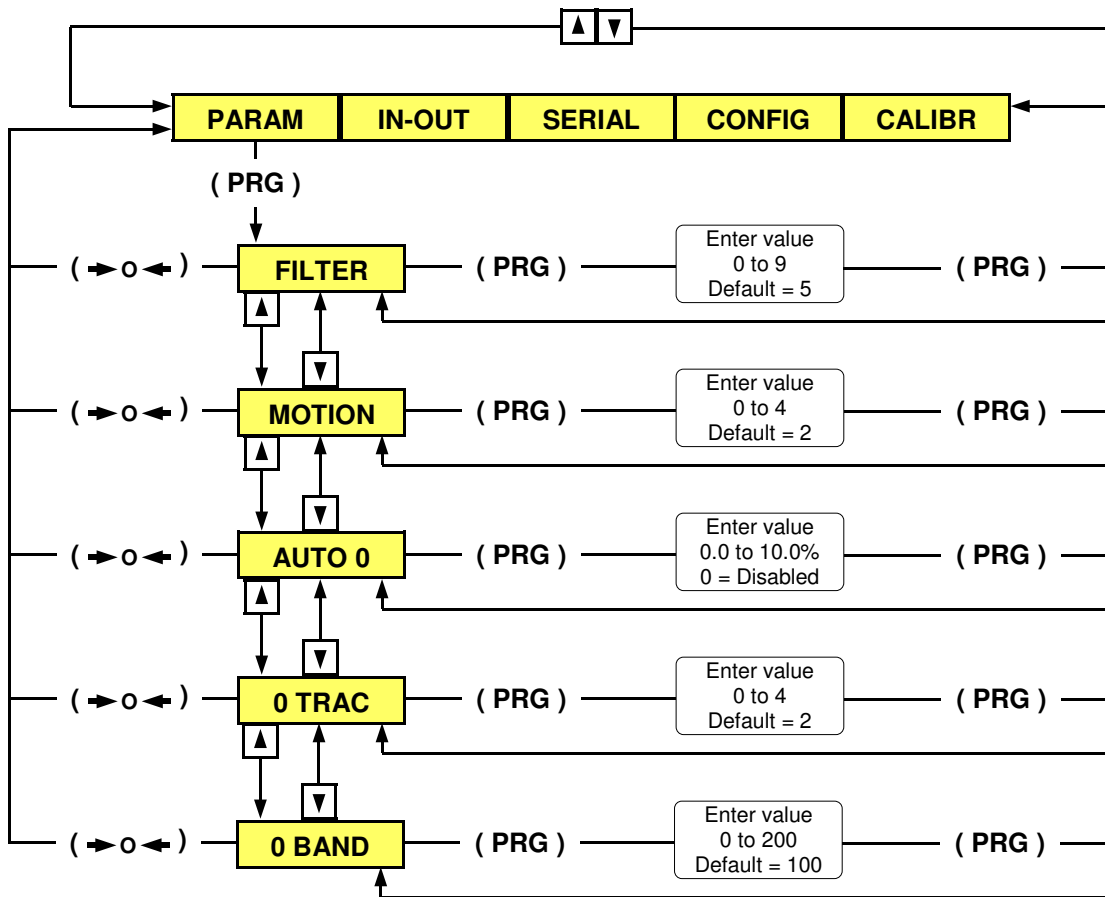 PARAM IN-OUT SERIAL CONFIG CALIBR
( PRG )
( o ) FILTER ( PRG ) Enter value
0 to 9
Default = 5
( PRG )
( o ) MOTION ( PRG ) Enter value
0 to 4
Default = 2
( PRG )
( o ) AUTO 0 ( PRG ) Enter value
0.0 to 10.0%
0 = Disabled
( PRG )
( o ) 0 TRAC ( PRG ) Enter value
0 to 4
Default = 2
( PRG )
( o ) 0 BAND ( PRG ) Enter value
0 to 200
Default = 100
( PRG )